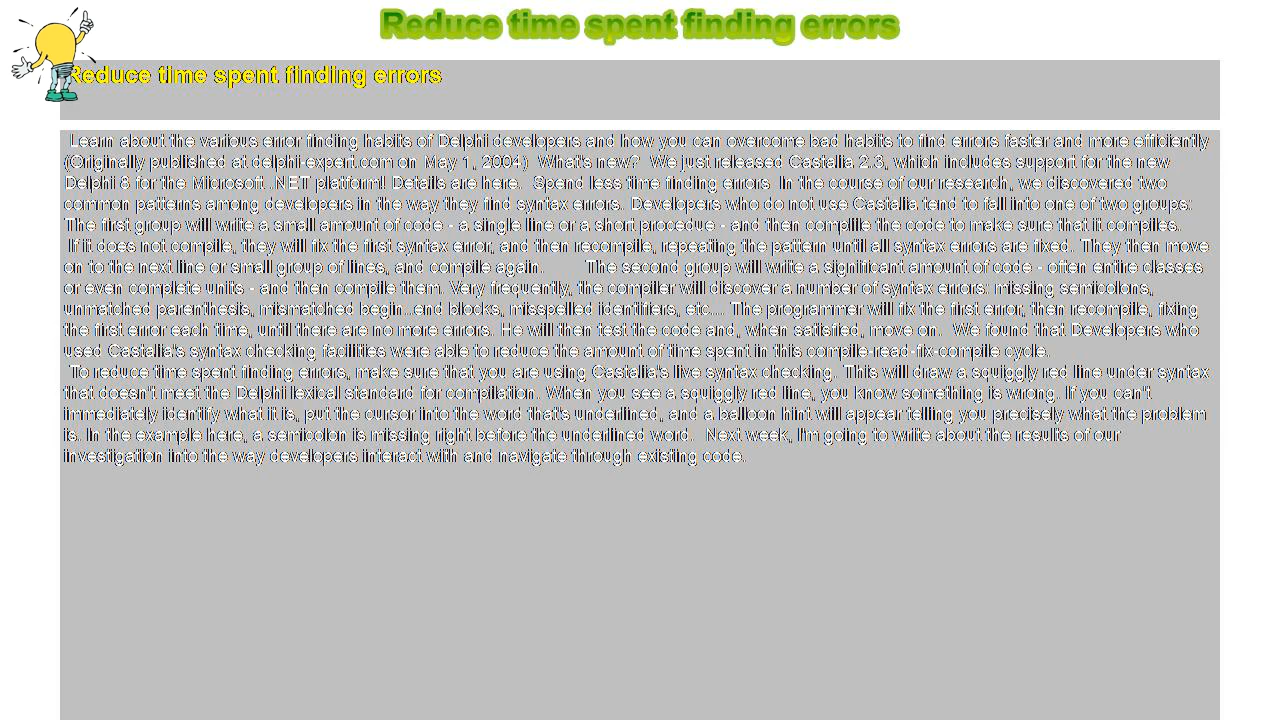 Reduce time spent finding errors
Reduce time spent finding errors
Learn about the various error finding habits of Delphi developers and how you can overcome bad habits to find errors faster and more efficiently
(Originally published at delphi-expert.com on May 1, 2004)  What's new?  We just released Castalia 2.3, which includes support for the new
Delphi 8 for the Microsoft .NET platform! Details are here.  Spend less time finding errors  In the course of our research, we discovered two
common patterns among developers in the way they find syntax errors. Developers who do not use Castalia tend to fall into one of two groups:
The first group will write a small amount of code - a single line or a short procedue - and then complile the code to make sure that it compiles.
If it does not compile, they will fix the first syntax error, and then recompile, repeating the pattern until all syntax errors are fixed. They then move
on to the next line or small group of lines, and compile again.        The second group will write a significant amount of code - often entire classes
or even complete units - and then compile them. Very frequently, the compiler will discover a number of syntax errors: missing semicolons,
unmatched parenthesis, mismatched begin..end blocks, misspelled identifiers, etc.... The programmer will fix the first error, then recompile, fixing
the first error each time, until there are no more errors. He will then test the code and, when satisfied, move on.  We found that Developers who
used Castalia's syntax checking facilities were able to reduce the amount of time spent in this compile-read-fix-compile cycle.
To reduce time spent finding errors, make sure that you are using Castalia's live syntax checking.  This will draw a squiggly red line under syntax
that doesn't meet the Delphi lexical standard for compilation. When you see a squiggly red line, you know something is wrong. If you can't
immediately identify what it is, put the cursor into the word that's underlined, and a balloon hint will appear telling you precisely what the problem
is. In the example here, a semicolon is missing right before the underlined word.  Next week, I'm going to write about the results of our
investigation into the way developers interact with and navigate through existing code.